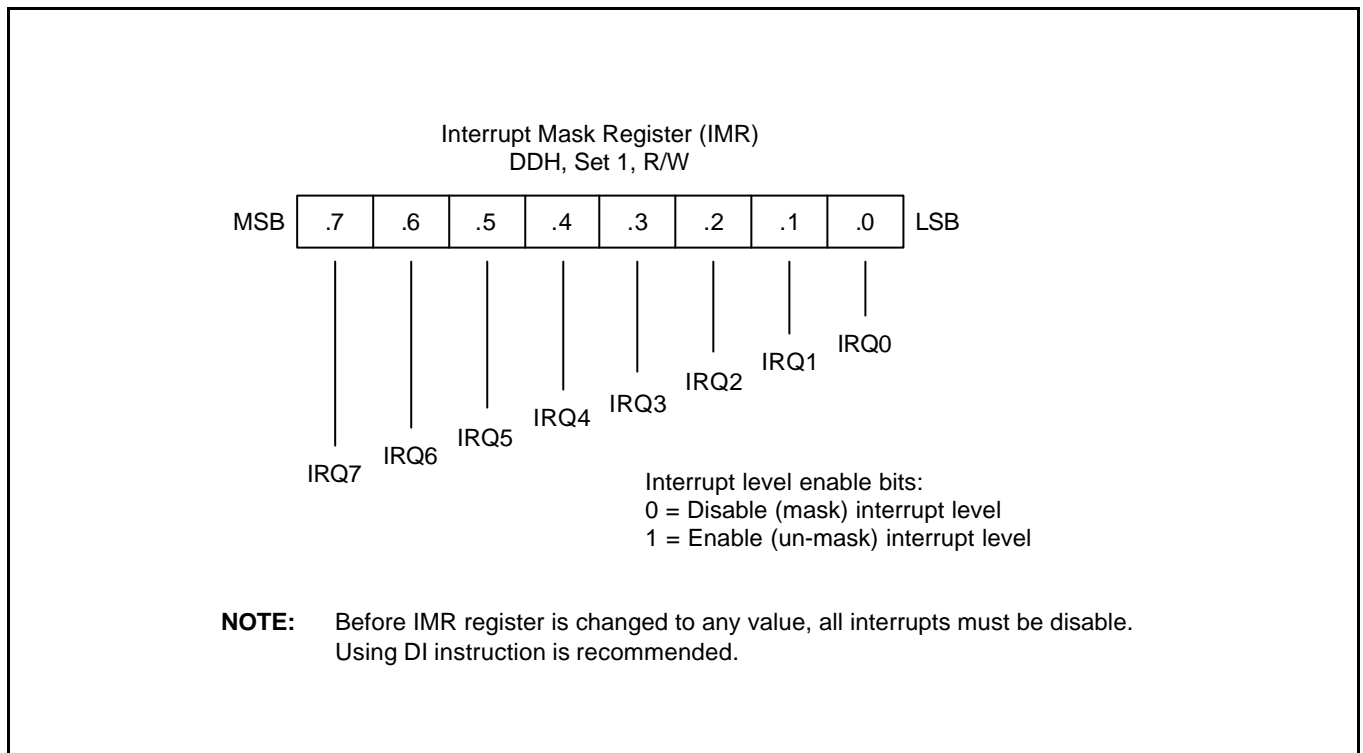 Interrupt Mask Register (IMR)
DDH, Set 1, R/W
MSB .7 .6 .5 .4 .3 .2 .1 .0 LSB
IRQ0
IRQ1
IRQ2
IRQ3
IRQ4
IRQ5
IRQ6
IRQ7
Interrupt level enable bits:
0 = Disable (mask) interrupt level
1 = Enable (un-mask) interrupt level
NOTE: Before IMR register is changed to any value, all interrupts must be disable.
Using DI instruction is recommended.